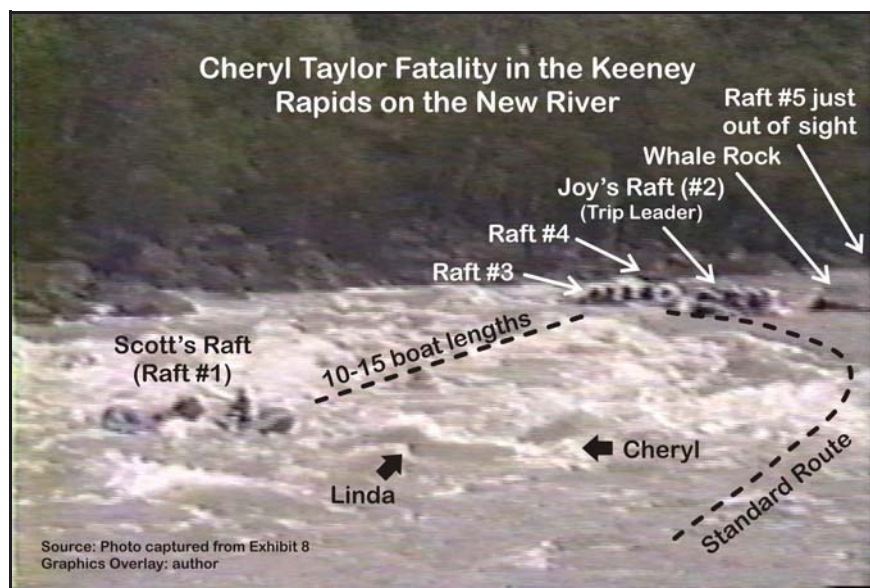 Cheryl Taylor Fatality in the Keeney
Rapids on the New River
Raft #5 just
out of sight
Whale Rock
Joy's Raft (#2)
(Trip Leader)
Raft #4
Raft #3
10-15 boat lengths
Scott's Raft
(Raft #1)
Cheryl
Linda
Standard Route
Source: Photo captured from Exhibit 8
Graphics Overlay: author